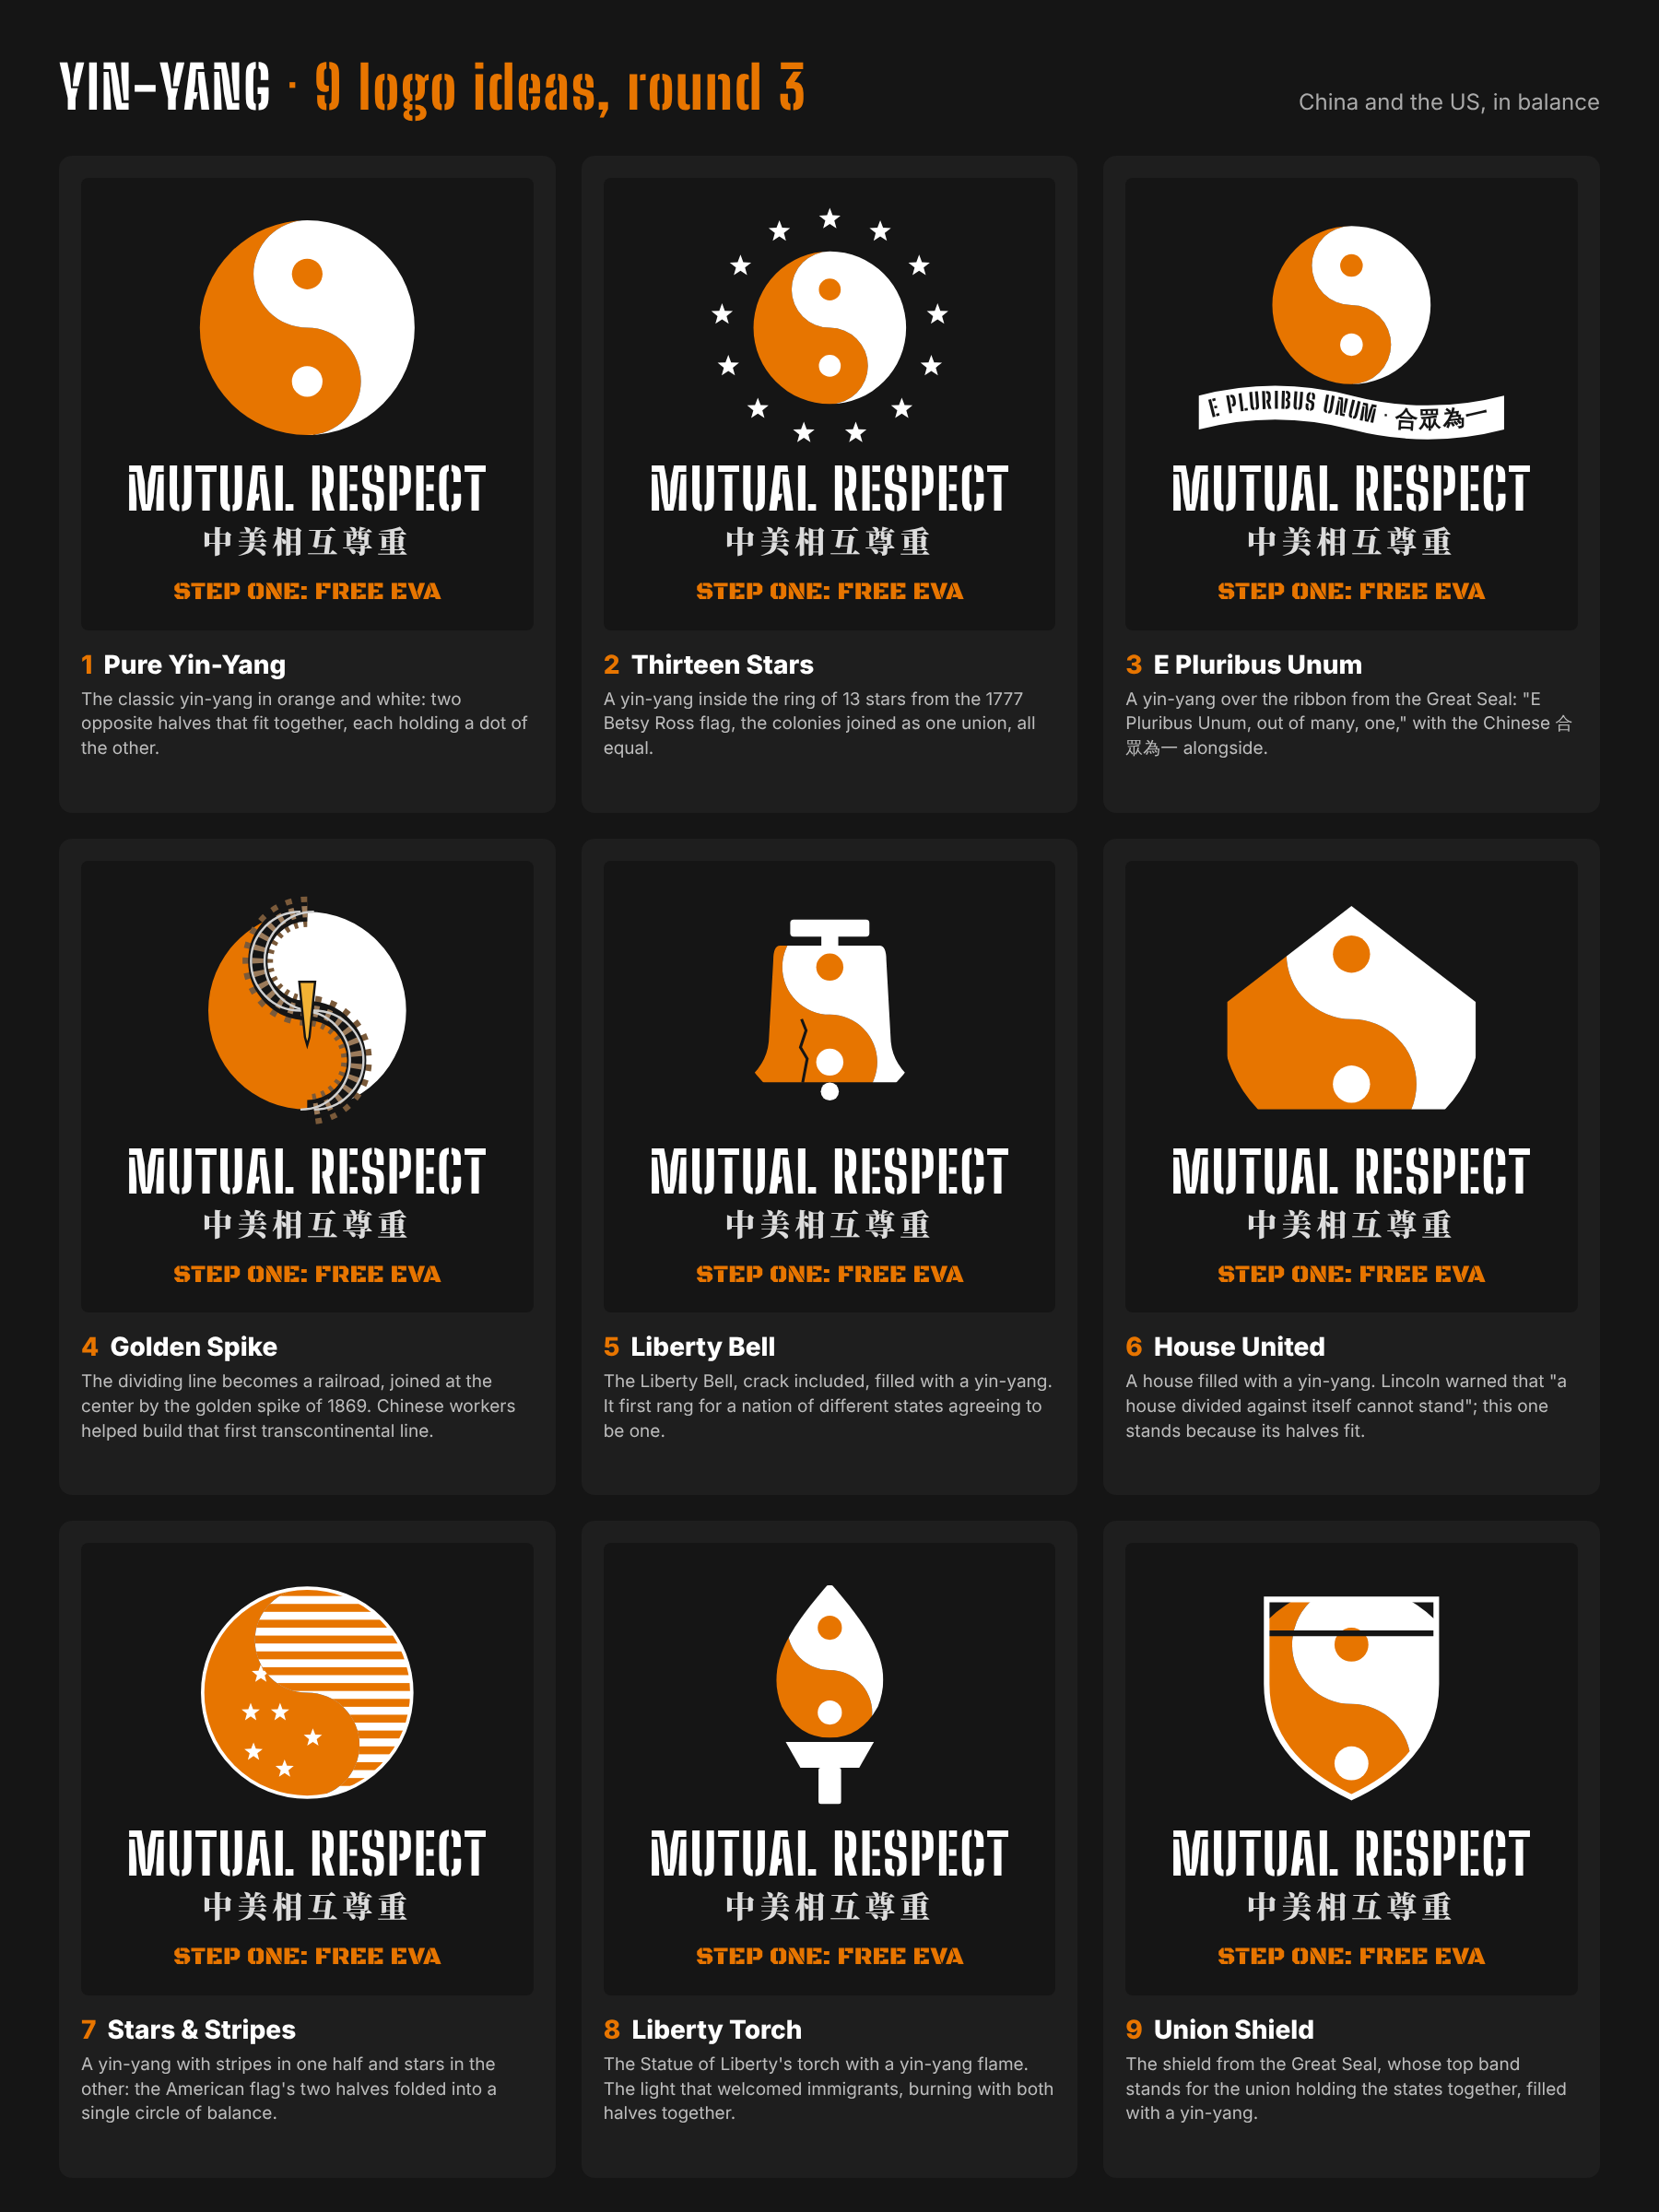 YIN-YANG · 9 logo ideas, round 3
China and the US, in balance
MUTUAL RESPECT
中美相互尊重
STEP ONE: FREE EVA
1 Pure Yin-Yang
The classic yin-yang in orange and white: two
opposite halves that fit together, each holding a dot of
the other.
MUTUAL RESPECT
中美相互尊重
STEP ONE: FREE EVA
2 Thirteen Stars
A yin-yang inside the ring of 13 stars from the 1777
Betsy Ross flag, the colonies joined as one union, all
equal.
E PLURIBUS UNUM · 合眾為一
MUTUAL RESPECT
中美相互尊重
STEP ONE: FREE EVA
3 E Pluribus Unum
A yin-yang over the ribbon from the Great Seal: "E
Pluribus Unum, out of many, one," with the Chinese 合
眾為一 alongside.
MUTUAL RESPECT
中美相互尊重
STEP ONE: FREE EVA
4 Golden Spike
The dividing line becomes a railroad, joined at the
center by the golden spike of 1869. Chinese workers
helped build that first transcontinental line.
MUTUAL RESPECT
中美相互尊重
STEP ONE: FREE EVA
5 Liberty Bell
The Liberty Bell, crack included, filled with a yin-yang.
It first rang for a nation of different states agreeing to
be one.
MUTUAL RESPECT
中美相互尊重
STEP ONE: FREE EVA
6 House United
A house filled with a yin-yang. Lincoln warned that "a
house divided against itself cannot stand"; this one
stands because its halves fit.
MUTUAL RESPECT
中美相互尊重
STEP ONE: FREE EVA
7 Stars & Stripes
A yin-yang with stripes in one half and stars in the
other: the American flag's two halves folded into a
single circle of balance.
MUTUAL RESPECT
中美相互尊重
STEP ONE: FREE EVA
8 Liberty Torch
The Statue of Liberty's torch with a yin-yang flame.
The light that welcomed immigrants, burning with both
halves together.
MUTUAL RESPECT
中美相互尊重
STEP ONE: FREE EVA
9 Union Shield
The shield from the Great Seal, whose top band
stands for the union holding the states together, filled
with a yin-yang.